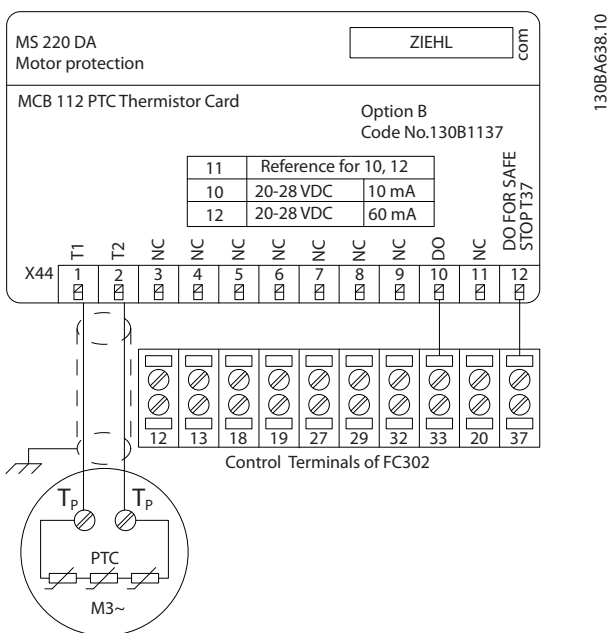 MS 220 DA
Motor protection
ZIEHL
com
130BA638.10
MCB 112 PTC Thermistor Card
Option B
Code No.130B1137
11 Reference for 10, 12
10 20-28 VDC 10 mA
12 20-28 VDC 60 mA
T1 T2 NC NC NC NC NC NC NC DO NC DO FOR SAFE
STOP T37
X44 1 2 3 4 5 6 7 8 9 10 11 12
12 13 18 19 27 29 32 33 20 37
Control Terminals of FC302
TP TP
PTC
M3~